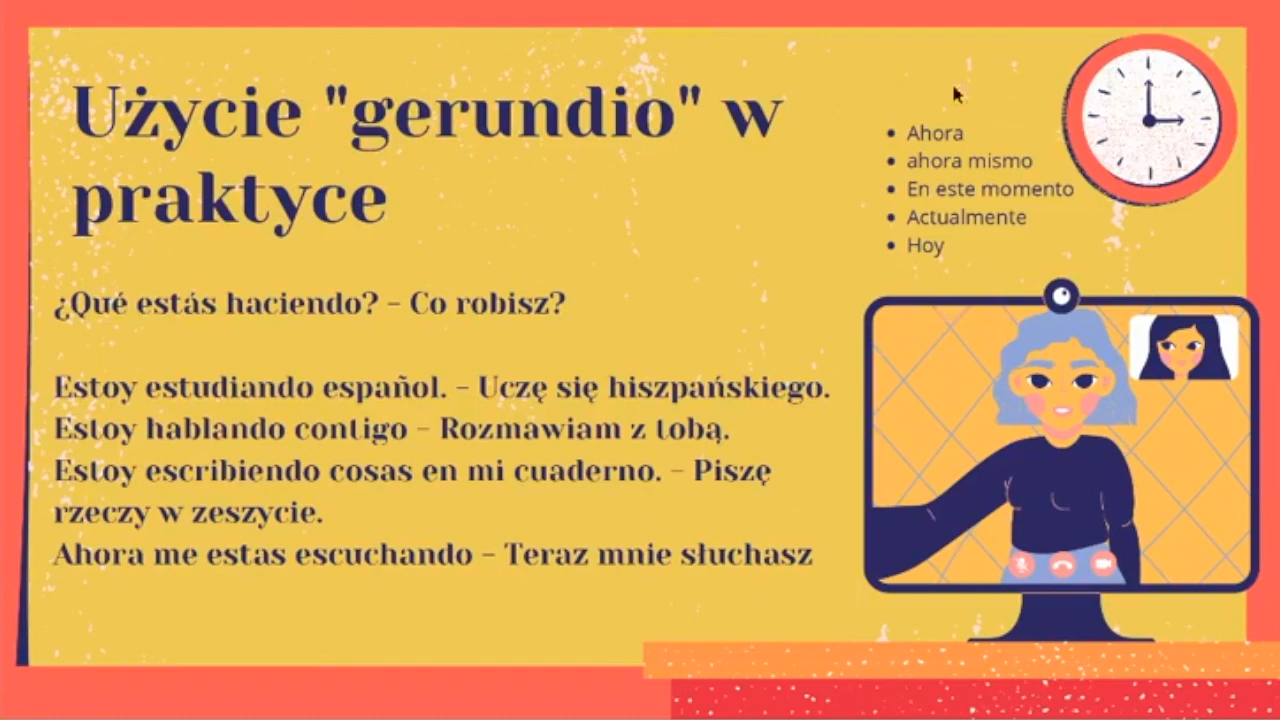 Użycie "gerundio" w
praktyce
Ahora
ahora mismo
En este momento
Actualmente
Hoy
¿Qué estás haciendo? - Co robisz?
Estoy estudiando español. - Uczę się hiszpańskiego.
Estoy hablando contigo - Rozmawiam z tobą.
Estoy escribiendo cosas en mi cuaderno. - Piszę
rzeczy w zeszycie.
Ahora me estas escuchando - Teraz mnie słuchasz